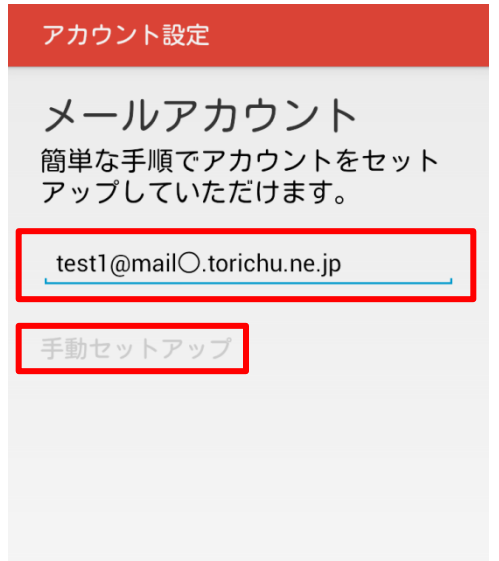 アカウント設定
メールアカウント
簡単な手順でアカウントをセット
アップしていただけます。
test1@mail〇.torichu.ne.jp
手動セットアップ